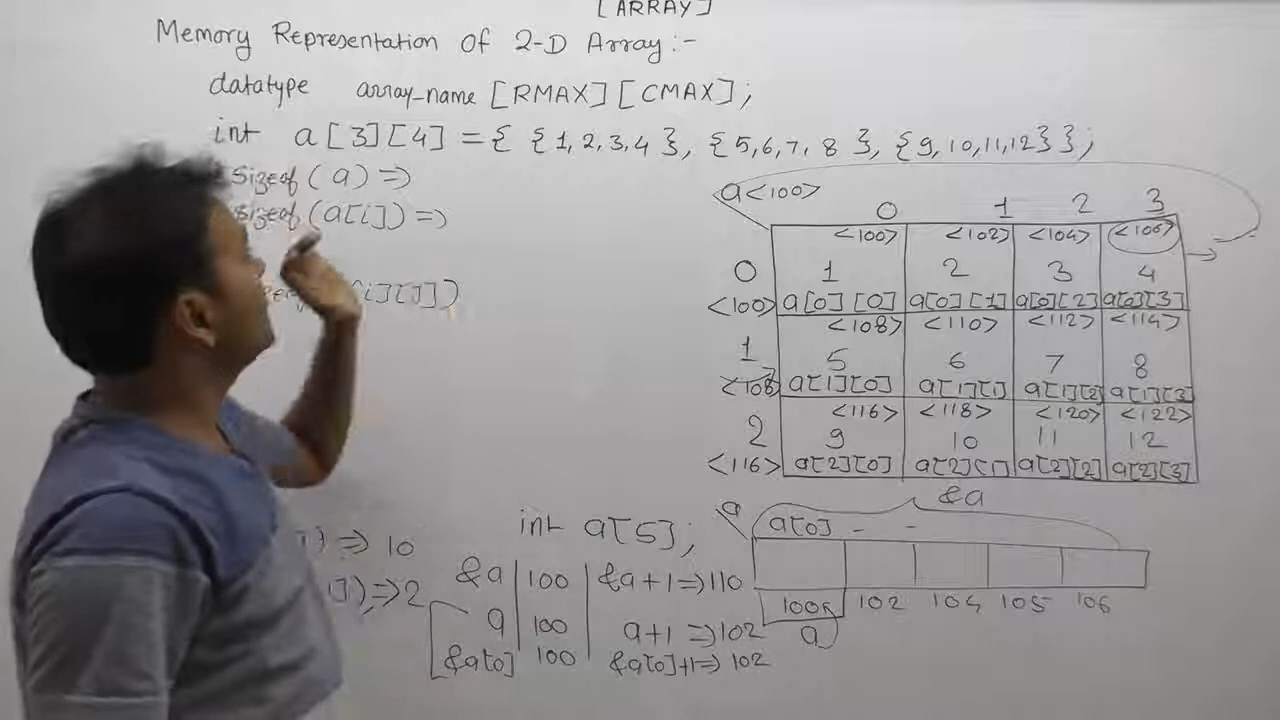 [ARRAY]
Memory Representation Of 2-D Array:-
datatype array-name [RMAX][CMAX];
int a[3][4] = { {1,2,3,4}, {5,6,7,8}, {9,10,11,12} };
sizeof(a) =>
sizeof(a[i]) =>
[j])
a<100>
0 1 2 3
<100> <102> <104> <106>
0 1 2 3 4
<100> a[0][0] a[0][1] a[0][2] a[0][3]
<108> <110> <112> <114>
1 5 6 7 8
<108> a[1][0] a[1][1] a[1][2] a[1][3]
<116> <118> <120> <122>
2 9 10 11 12
<116> a[2][0] a[2][1] a[2][2] a[2][3]
&a
int a[5];
a a[0] - -
) => 10
) => 2
100 102 104 105 106
a
&a 100 &a+1 => 110
a 100 a+1 => 102
&a[0] 100 &a[0]+1 => 102